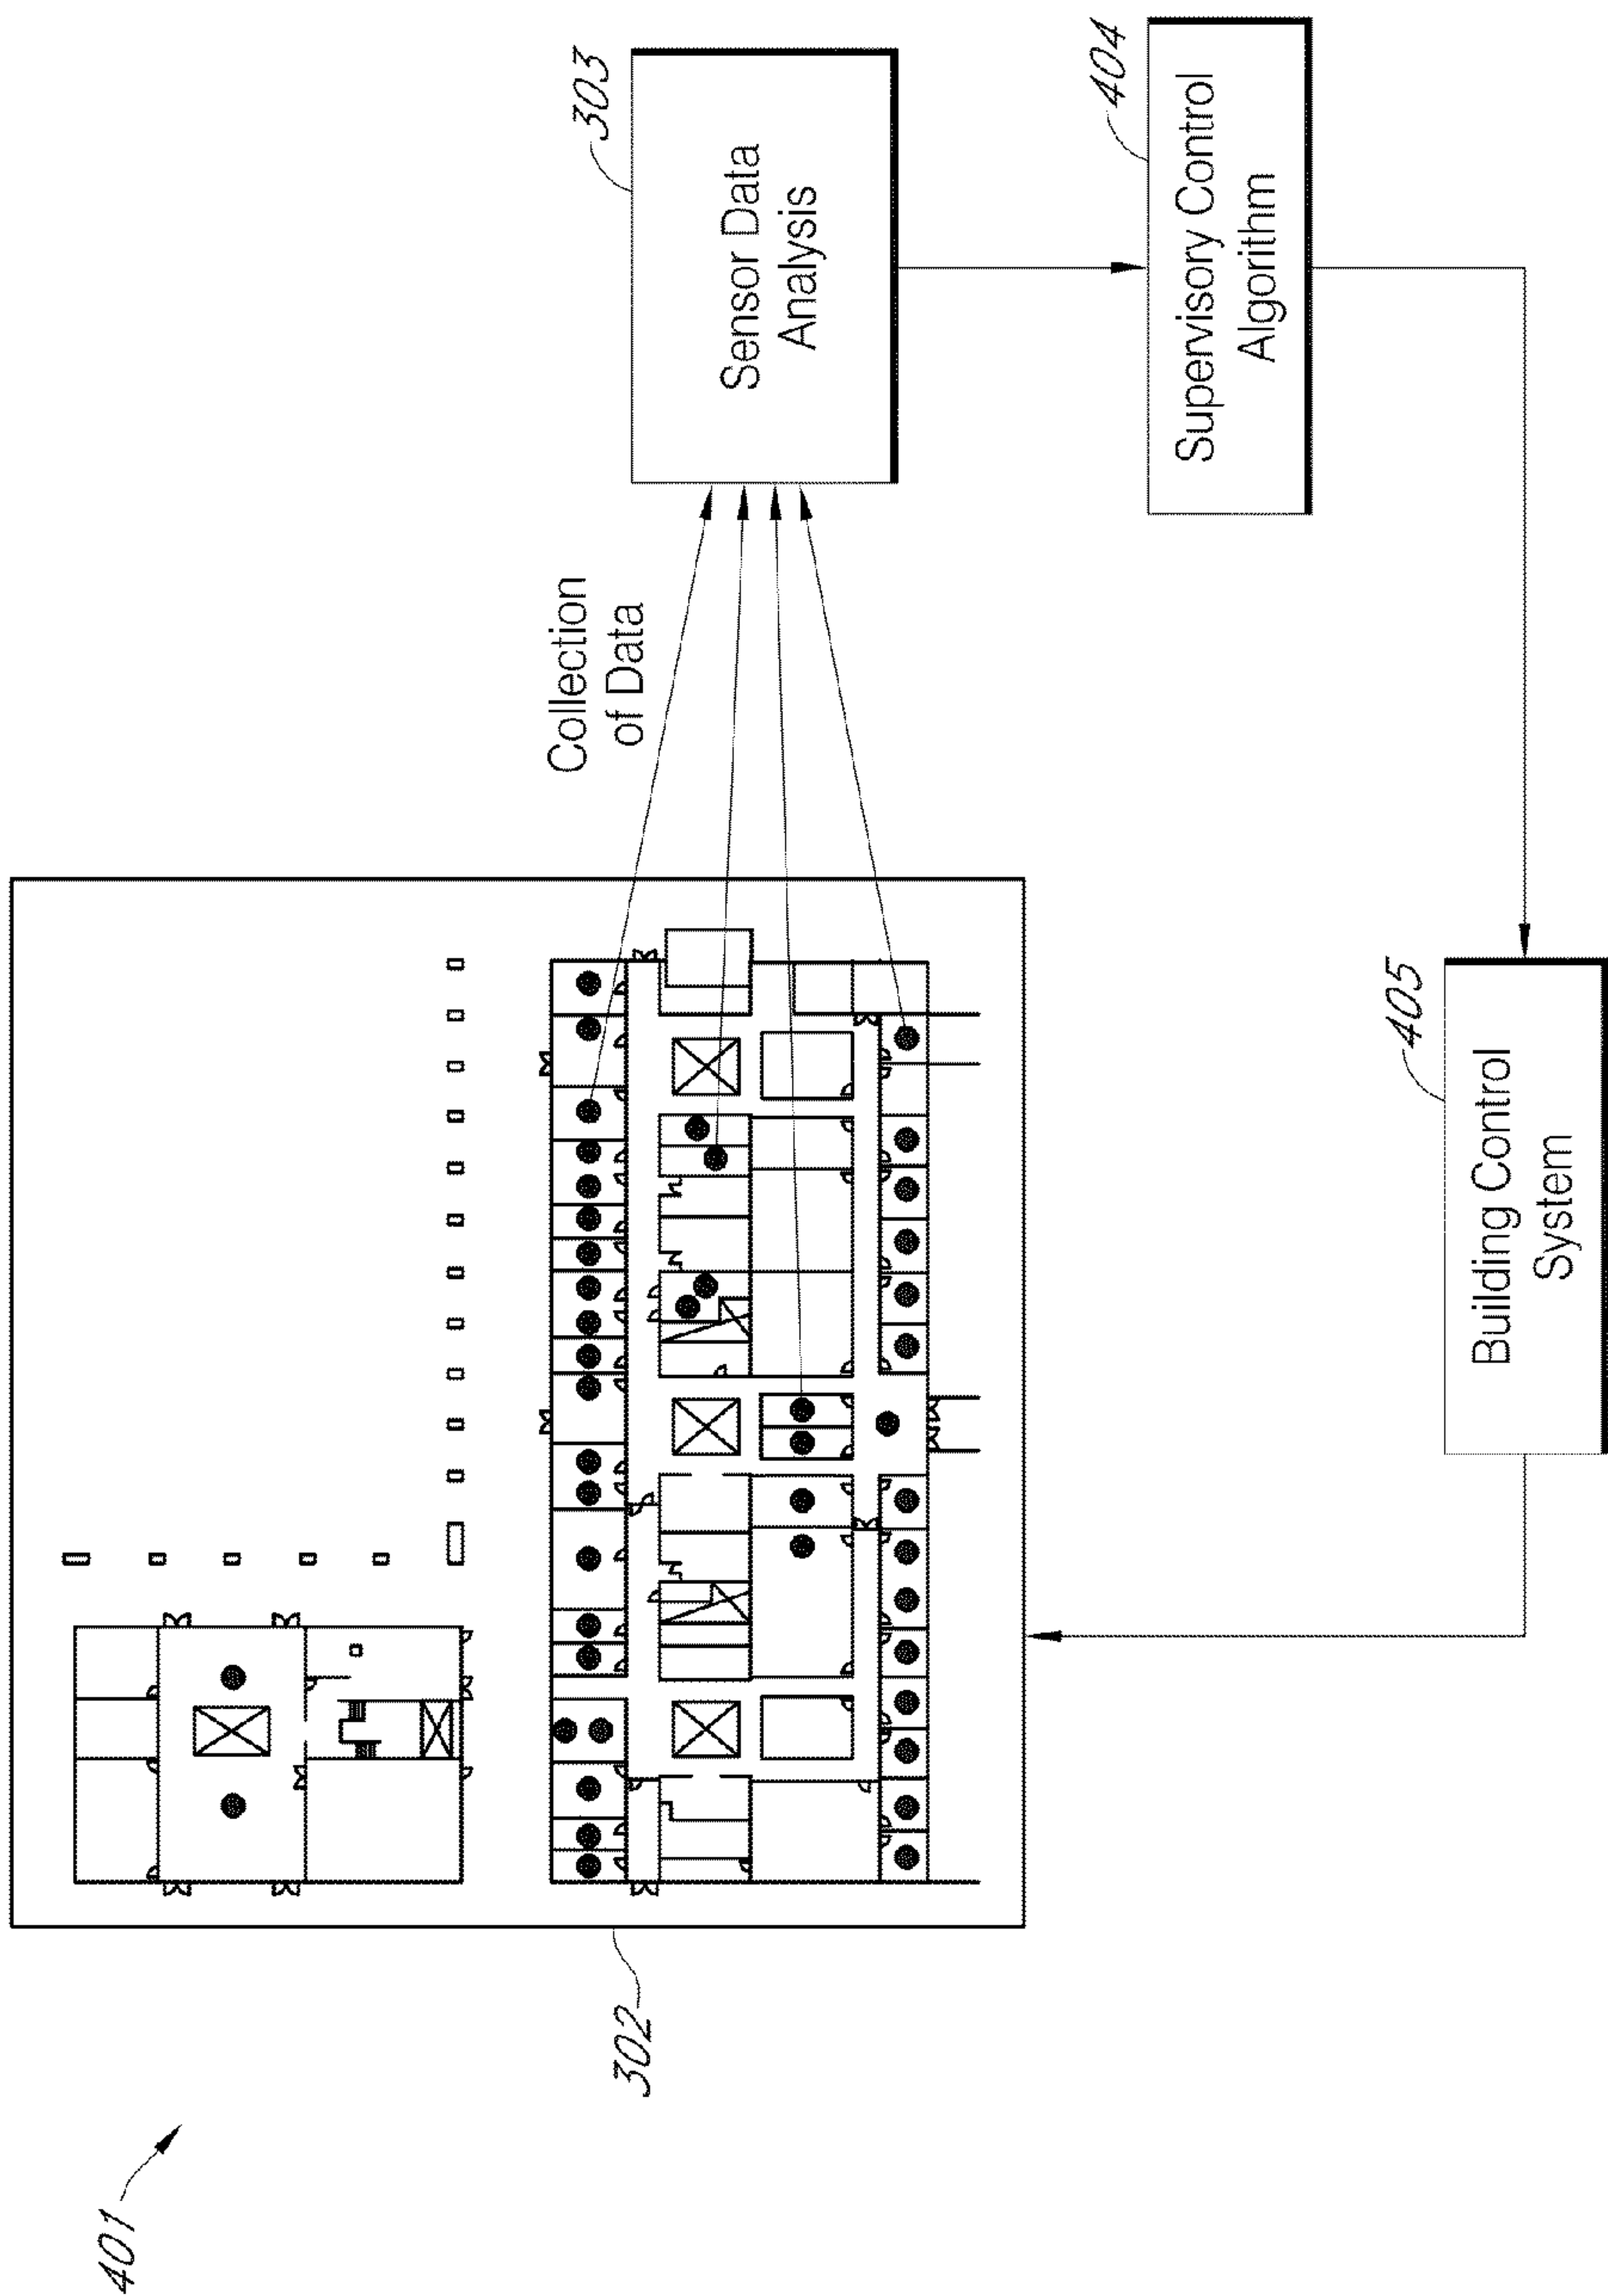 401
302
Collection
of Data
303
Sensor Data
Analysis
404
Supervisory Control
Algorithm
405
Building Control
System